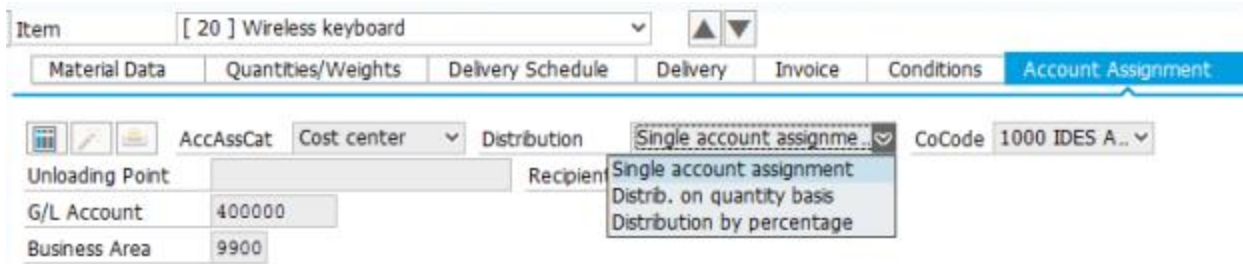 Item [ 20 ] Wireless keyboard
Material Data Quantities/Weights Delivery Schedule Delivery Invoice Conditions Account Assignment
AccAssCat Cost center Distribution Single account assignme.. CoCode 1000 IDES A..
Unloading Point Recipient Single account assignment
Distrib. on quantity basis
G/L Account 400000
Distribution by percentage
Business Area 9900